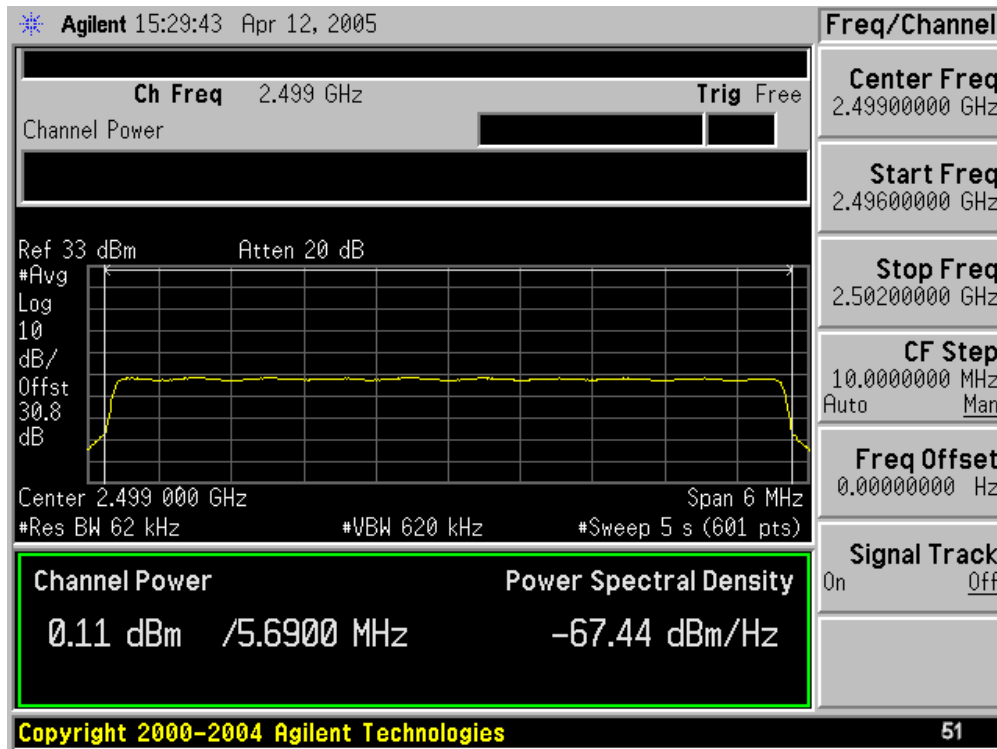 Agilent 15:29:43 Apr 12, 2005
Freq/Channel
Ch Freq 2.499 GHz
Trig Free
Channel Power
Center Freq
2.49900000 GHz
Start Freq
2.49600000 GHz
Stop Freq
2.50200000 GHz
CF Step
10.0000000 MHz
Auto Man
Freq Offset
0.00000000 Hz
Signal Track
On Off
Ref 33 dBm Atten 20 dB
#Avg
Log
10
dB/
Offst
30.8
dB
Center 2.499 000 GHz Span 6 MHz
#Res BW 62 kHz #VBW 620 kHz #Sweep 5 s (601 pts)
Channel Power
Power Spectral Density
0.11 dBm /5.6900 MHz
-67.44 dBm/Hz
Copyright 2000-2004 Agilent Technologies
51